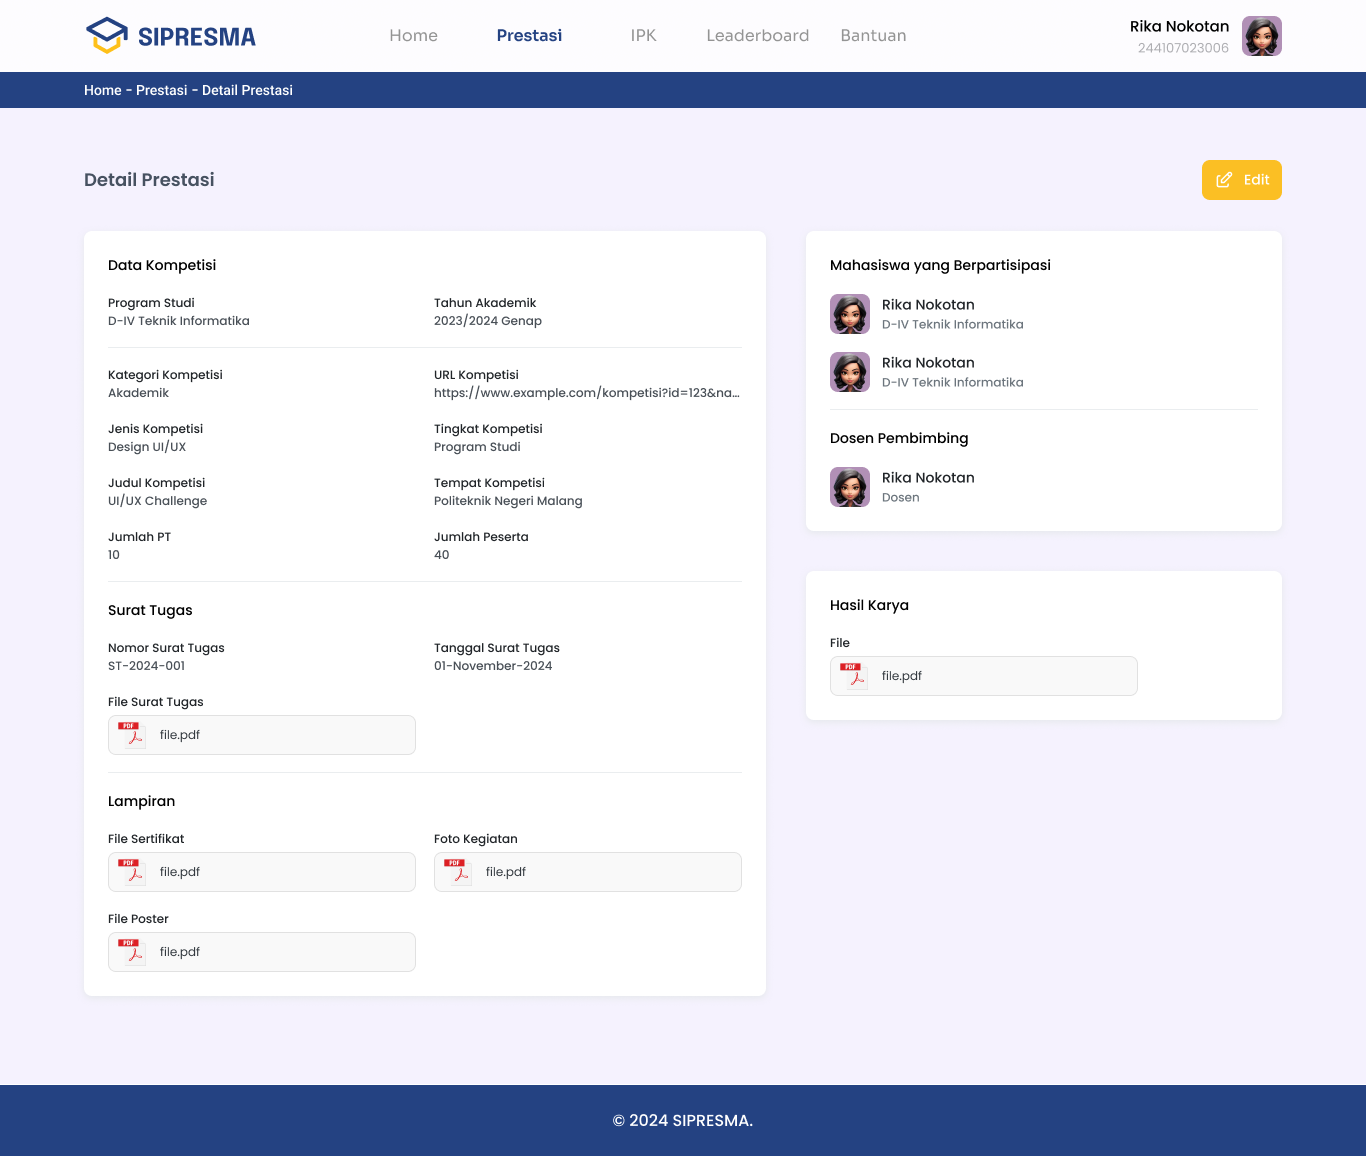 SIPRESMA
Home
Prestasi
IPK
Leaderboard
Bantuan
Rika Nokotan
244107023006
Home - Prestasi - Detail Prestasi
Detail Prestasi
Edit
Data Kompetisi
Program Studi
D-IV Teknik Informatika
Tahun Akademik
2023/2024 Genap
Kategori Kompetisi
Akademik
URL Kompetisi
https://www.example.com/kompetisi?id=123&na...
Jenis Kompetisi
Design UI/UX
Tingkat Kompetisi
Program Studi
Judul Kompetisi
UI/UX Challenge
Tempat Kompetisi
Politeknik Negeri Malang
Jumlah PT
10
Jumlah Peserta
40
Surat Tugas
Nomor Surat Tugas
ST-2024-001
Tanggal Surat Tugas
01-November-2024
File Surat Tugas
PDF
file.pdf
Lampiran
File Sertifikat
PDF
file.pdf
Foto Kegiatan
PDF
file.pdf
File Poster
PDF
file.pdf
Mahasiswa yang Berpartisipasi
Rika Nokotan
D-IV Teknik Informatika
Rika Nokotan
D-IV Teknik Informatika
Dosen Pembimbing
Rika Nokotan
Dosen
Hasil Karya
File
PDF
file.pdf
© 2024 SIPRESMA.